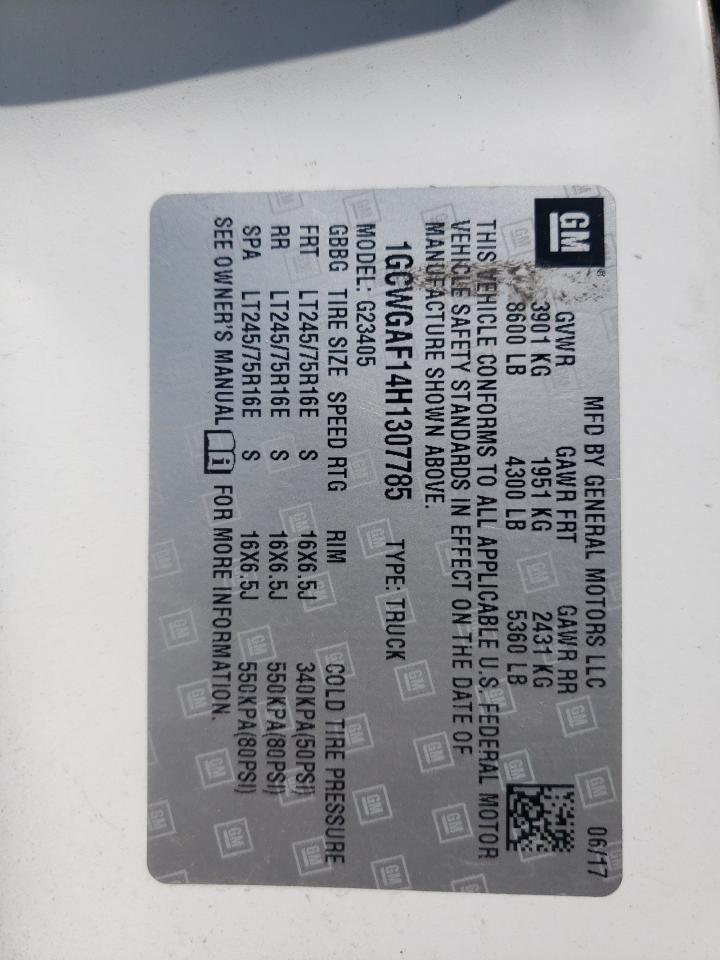 GM®
MFD BY GENERAL MOTORS LLC 06/17
GVWR GAWR FRT GAWR RR
3901 KG 1951 KG 2431 KG
8600 LB 4300 LB 5360 LB
THIS VEHICLE CONFORMS TO ALL APPLICABLE U.S. FEDERAL MOTOR
VEHICLE SAFETY STANDARDS IN EFFECT ON THE DATE OF
MANUFACTURE SHOWN ABOVE.
1GCWGAF14H1307785 TYPE: TRUCK
MODEL: G23405
GBBG TIRE SIZE SPEED RTG RIM COLD TIRE PRESSURE
FRT LT245/75R16E S 16X6.5J 340KPA(50PSI)
RR LT245/75R16E S 16X6.5J 550KPA(80PSI)
SPA LT245/75R16E S 16X6.5J 550KPA(80PSI)
SEE OWNER'S MANUAL i FOR MORE INFORMATION.